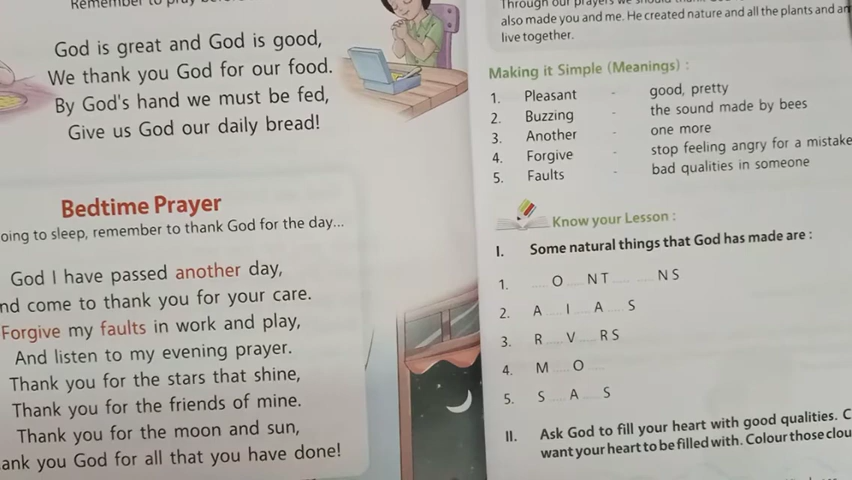 Remember to pray
God is great and God is good,
We thank you God for our food.
By God's hand we must be fed,
Give us God our daily bread!
Bedtime Prayer
to sleep, remember to thank God for the day...
God I have passed another day,
come to thank you for your care.
Forgive my faults in work and play,
And listen to my evening prayer.
Thank you for the stars that shine,
Thank you for the friends of mine.
Thank you for the moon and sun,
you God for all that you have done!
Through our prayers we
also made you and me. He created nature and all the plants and
live together.
Making it Simple (Meanings) :
1. Pleasant - good, pretty
2. Buzzing - the sound made by bees
3. Another - one more
4. Forgive - stop feeling angry for a mistake
5. Faults - bad qualities in someone
Know your Lesson :
I. Some natural things that God has made are :
1. ..... O ..... N T ..... ..... N S
2. A ..... I ..... A ..... S
3. R ..... V ..... R S
4. M ..... O .....
5. S ..... A ..... S
II. Ask God to fill your heart with good qualities.
want your heart to be filled with. Colour those